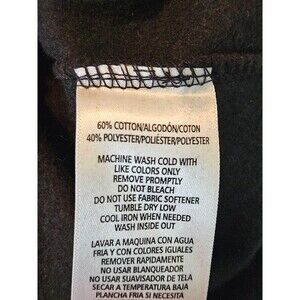 60% COTTON/ALGODÓN/COTON
40% POLYESTER/POLIÉSTER/POLYESTER
MACHINE WASH COLD WITH
LIKE COLORS ONLY
REMOVE PROMPTLY
DO NOT BLEACH
DO NOT USE FABRIC SOFTENER
TUMBLE DRY LOW
COOL IRON WHEN NEEDED
WASH INSIDE OUT
LAVAR A MAQUINA CON AGUA
FRIA Y CON COLORES IGUALES
REMOVER RAPIDAMENTE
NO USAR BLANQUEADOR
NO USAR SUAVISADOR DE TELA
SECAR A TEMPERATURA BAJA
PLANCHA FRIA SI NECESITA